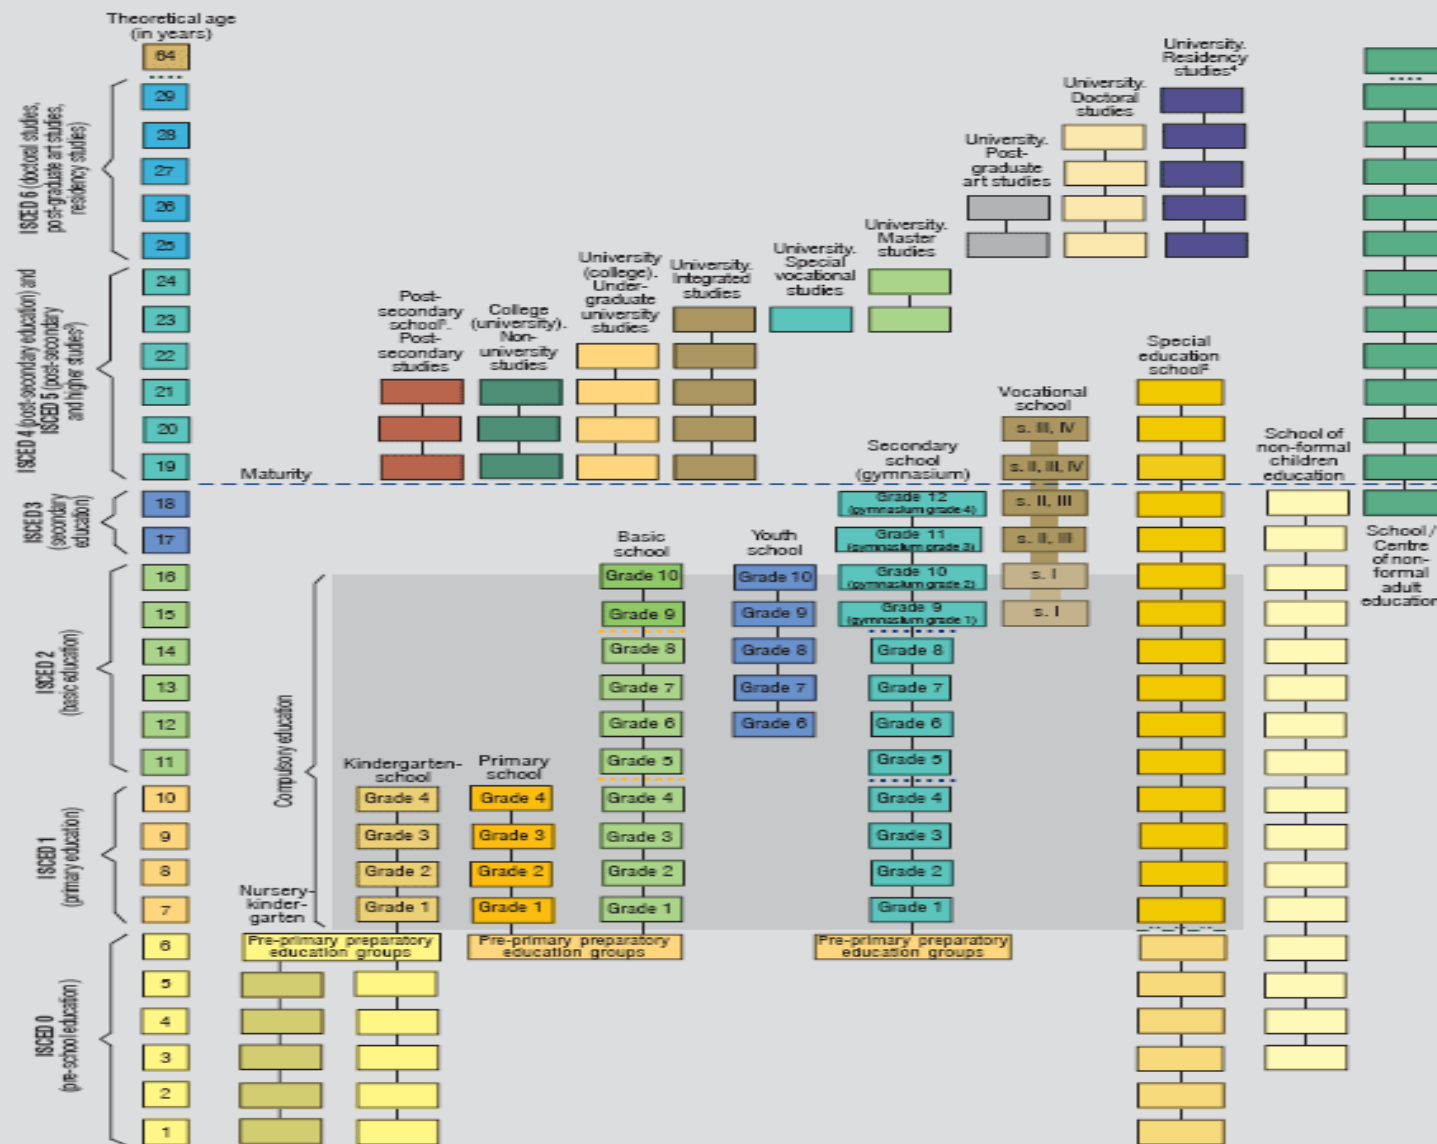 Theoretical age
(in years)
64
29
28
27
26
25
24
23
22
21
20
19
18
17
16
15
14
13
12
11
10
9
8
7
6
5
4
3
2
1
ISCED 6 (doctoral studies,
post-graduate art studies,
residency studies)
ISCED 4 (post-secondary education) and
ISCED 5 (post-secondary
and higher studies³)
ISCED3
(secondary
education)
ISCED 2
(basic education)
ISCED 1
(primary education)
ISCED 0
(pre-school education)
Maturity
Compulsory education
Nursery-
kinder-
garten
Pre-primary preparatory
education groups
Kindergarten-
school
Grade 4
Grade 3
Grade 2
Grade 1
Primary
school
Grade 4
Grade 3
Grade 2
Grade 1
Pre-primary preparatory
education groups
Post-
secondary
school¹.
Post-
secondary
studies
College
(university).
Non-
university
studies
University
(college).
Under-
graduate
university
studies
University.
Integrated
studies
University.
Special
vocational
studies
University.
Master
studies
University.
Post-
graduate
art studies
University.
Doctoral
studies
University.
Residency
studies⁴
Basic
school
Grade 10
Grade 9
Grade 8
Grade 7
Grade 6
Grade 5
Grade 4
Grade 3
Grade 2
Grade 1
Youth
school
Grade 10
Grade 9
Grade 8
Grade 7
Grade 6
Secondary
school
(gymnasium)
Grade 12
(gymnasium grade 4)
Grade 11
(gymnasium grade 3)
Grade 10
(gymnasium grade 2)
Grade 9
(gymnasium grade 1)
Grade 8
Grade 7
Grade 6
Grade 5
Grade 4
Grade 3
Grade 2
Grade 1
Pre-primary preparatory
education groups
Vocational
school
s. III, IV
s. II, III, IV
s. II, III
s. II, III
s. I
s. I
Special
education
school²
School of
non-formal
children
education
School /
Centre
of non-
formal
adult
education